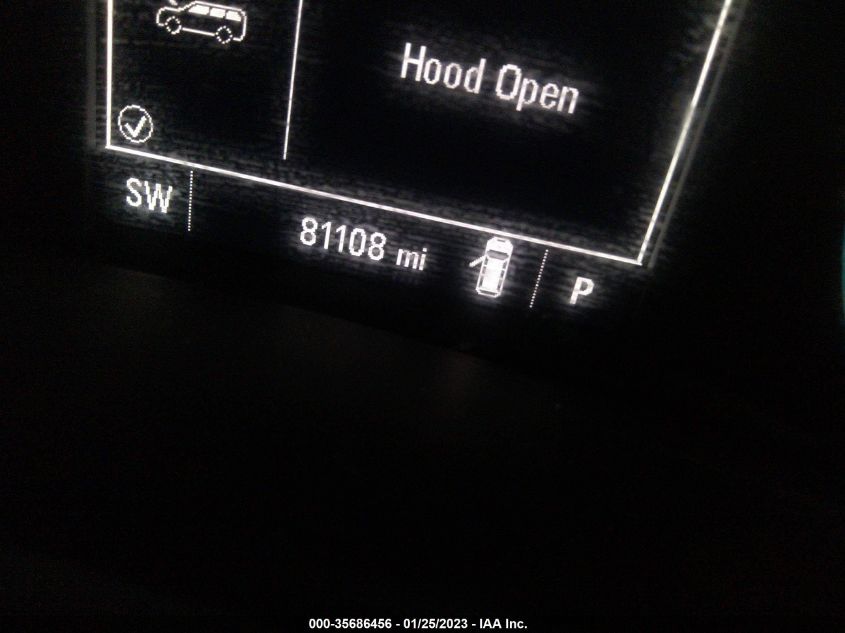 Hood Open
SW
81108 mi
P
000-35686456 - 01/25/2023 - IAA Inc.